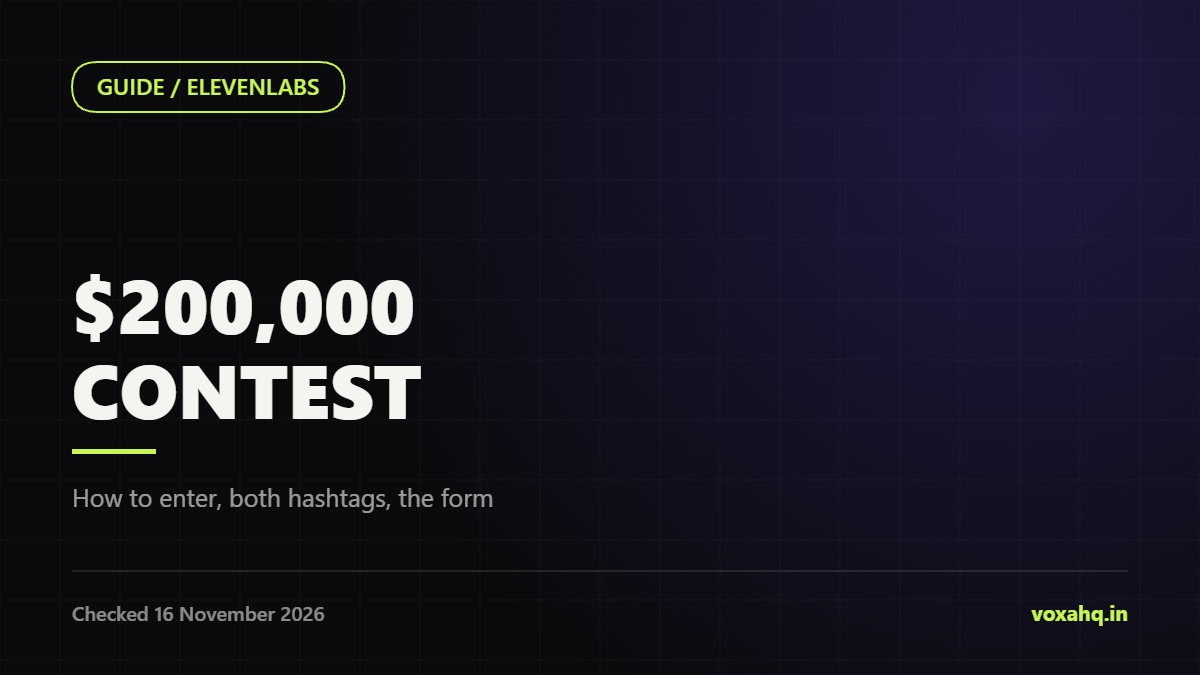 GUIDE / ELEVENLABS
$200,000
CONTEST
How to enter, both hashtags, the form
Checked 16 November 2026
voxahq.in